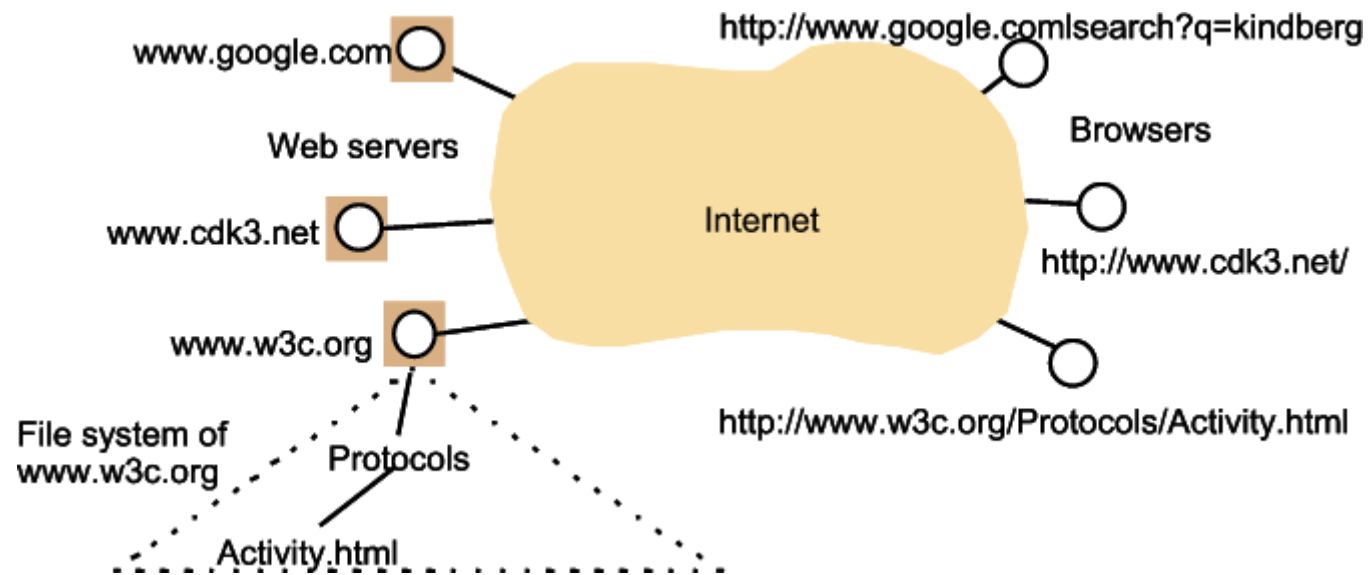 www.google.com
http://www.google.comlsearch?q=kindberg
Web servers
Browsers
www.cdk3.net
Internet
http://www.cdk3.net/
www.w3c.org
http://www.w3c.org/Protocols/Activity.html
File system of
www.w3c.org
Protocols
Activity.html